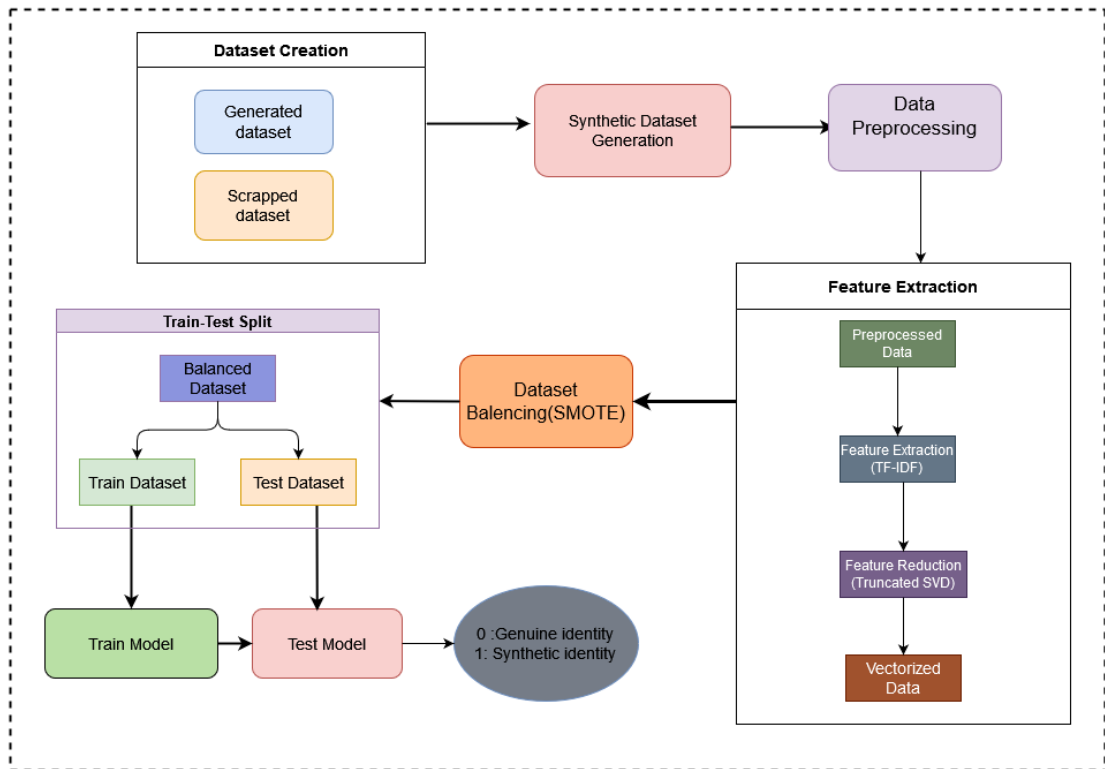 Dataset Creation
Generated
dataset
Scrapped
dataset
Synthetic Dataset
Generation
Data
Preprocessing
Feature Extraction
Preprocessed
Data
Feature Extraction
(TF-IDF)
Feature Reduction
(Truncated SVD)
Vectorized
Data
Dataset
Balencing(SMOTE)
Train-Test Split
Balanced
Dataset
Train Dataset
Test Dataset
Train Model
Test Model
0 :Genuine identity
1: Synthetic identity